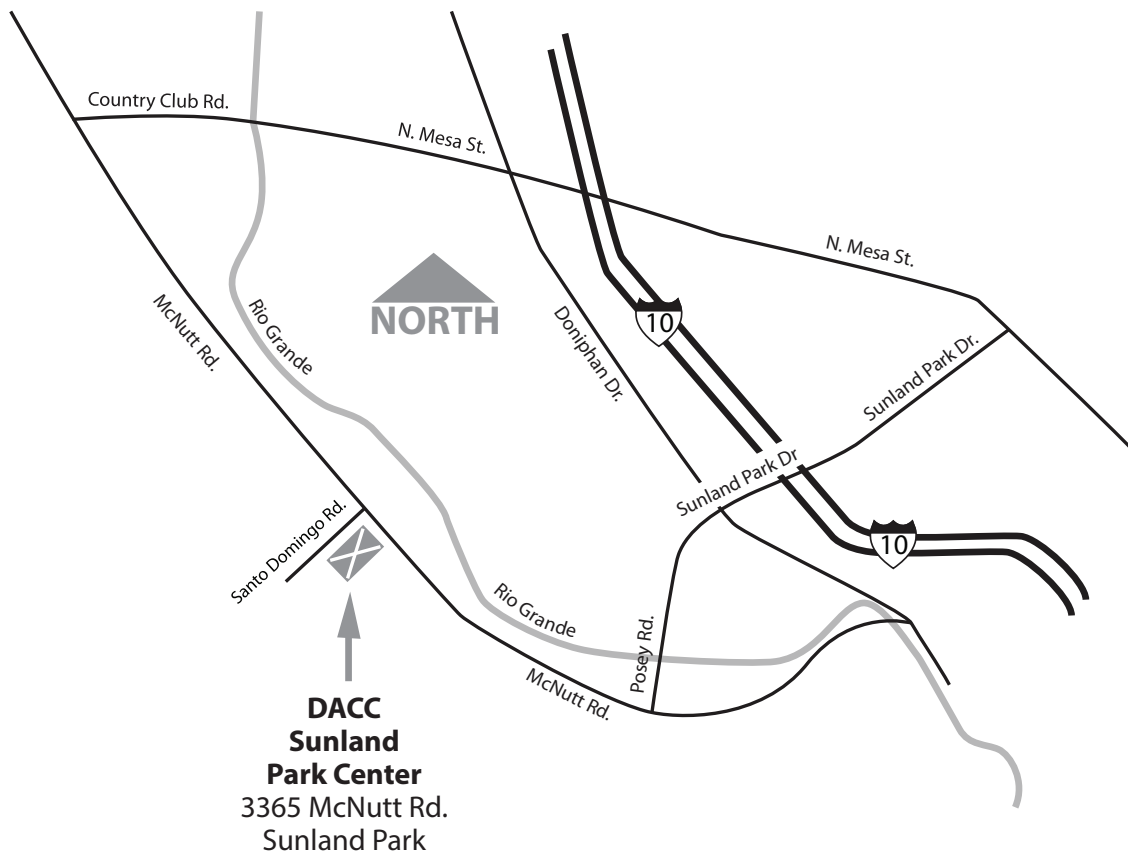 Country Club Rd.
N. Mesa St.
N. Mesa St.
NORTH
McNutt Rd.
Rio Grande
Doniphan Dr.
10
Sunland Park Dr.
Sunland Park Dr
10
Santo Domingo Rd.
Rio Grande
Posey Rd.
McNutt Rd.
DACC
Sunland
Park Center
3365 McNutt Rd.
Sunland Park